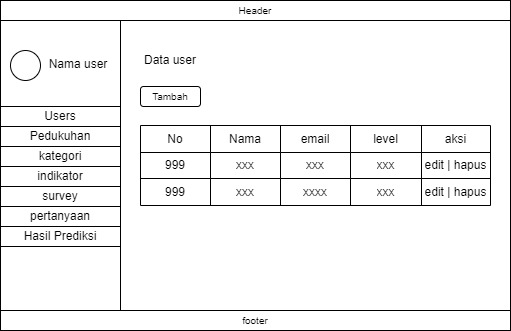 Header
Nama user
Users
Pedukuhan
kategori
indikator
survey
pertanyaan
Hasil Prediksi
Data user
Tambah
No Nama email level aksi
999 xxx xxx xxx edit | hapus
999 xxx xxxx xxx edit | hapus
footer